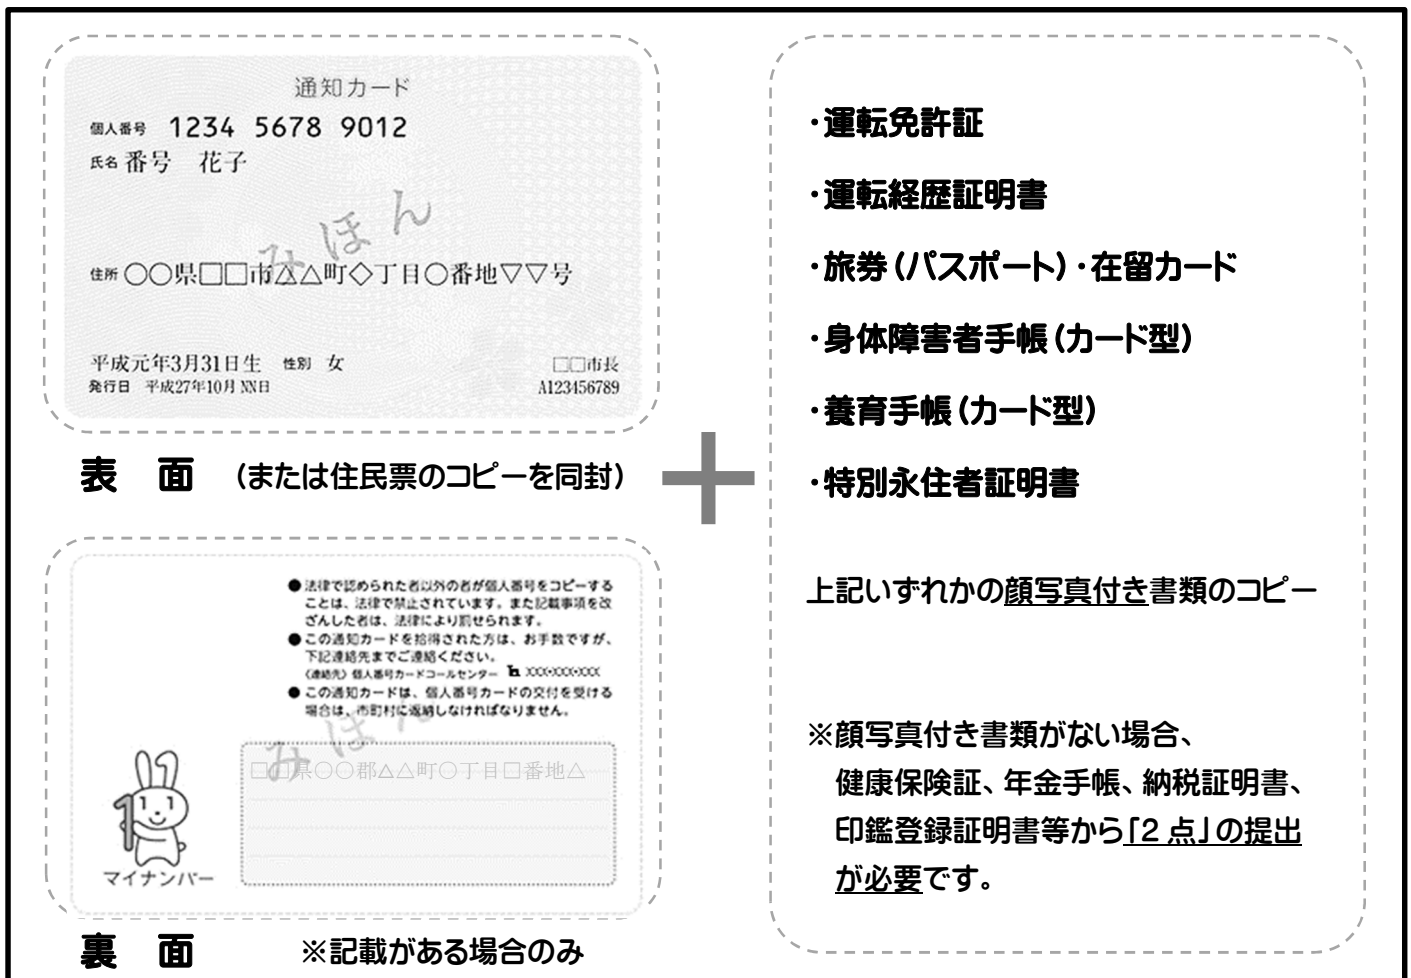 通知カード
個人番号 1234 5678 9012
氏名 番号 花子
みほん
住所 〇〇県□□市△△町◇丁目〇番地▽▽号
平成元年3月31日生 性別 女 □□市長
発行日 平成27年10月NN日 A123456789
表 面 (または住民票のコピーを同封)
●法律で認められた者以外の者が個人番号をコピーする
ことは、法律で禁止されています。また記載事項を改
ざんした者は、法律により罰せられます。
●この通知カードを拾得された方は、お手数ですが、
下記連絡先までご連絡ください。
(連絡先) 個人番号カードコールセンター XXX-XXX-XXX
●この通知カードは、個人番号カードの交付を受ける
場合は、市町村に返納しなければなりません。
みほん
□□県〇〇郡△△町〇丁目□番地△
1
マイナンバー
裏 面 ※記載がある場合のみ
+
・運転免許証
・運転経歴証明書
・旅券(パスポート)・在留カード
・身体障害者手帳(カード型)
・養育手帳(カード型)
・特別永住者証明書
上記いずれかの顔写真付き書類のコピー
※顔写真付き書類がない場合、
健康保険証、年金手帳、納税証明書、
印鑑登録証明書等から「2点」の提出
が必要です。